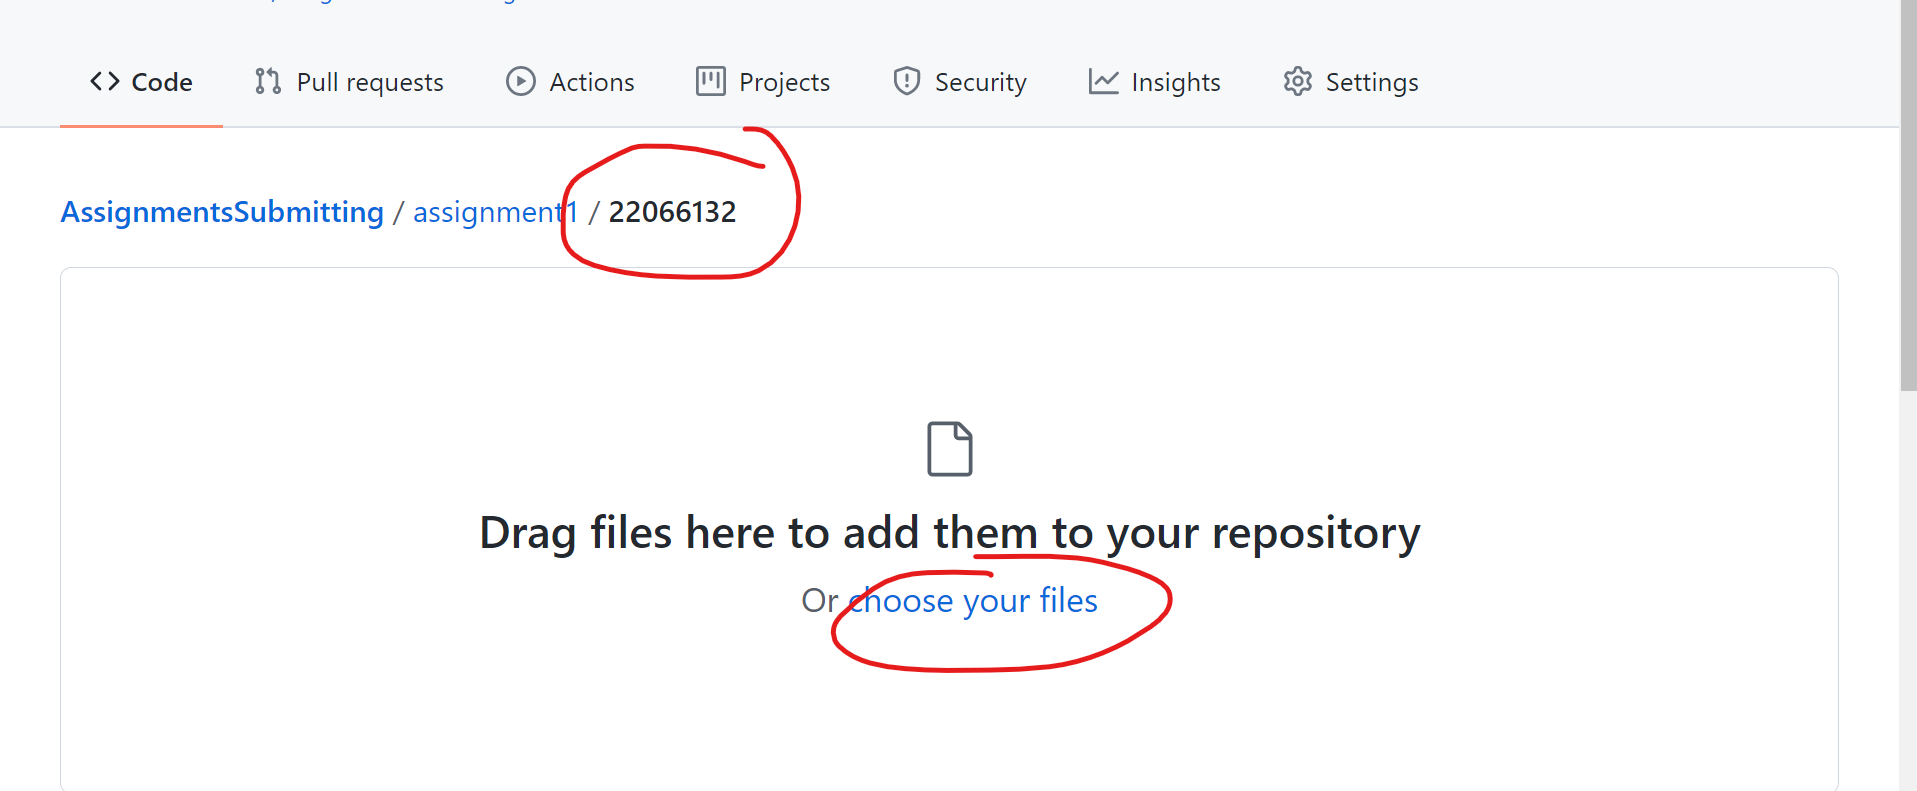 Code Pull requests Actions Projects Security Insights Settings
AssignmentsSubmitting / assignment1 / 22066132
Drag files here to add them to your repository
Or choose your files